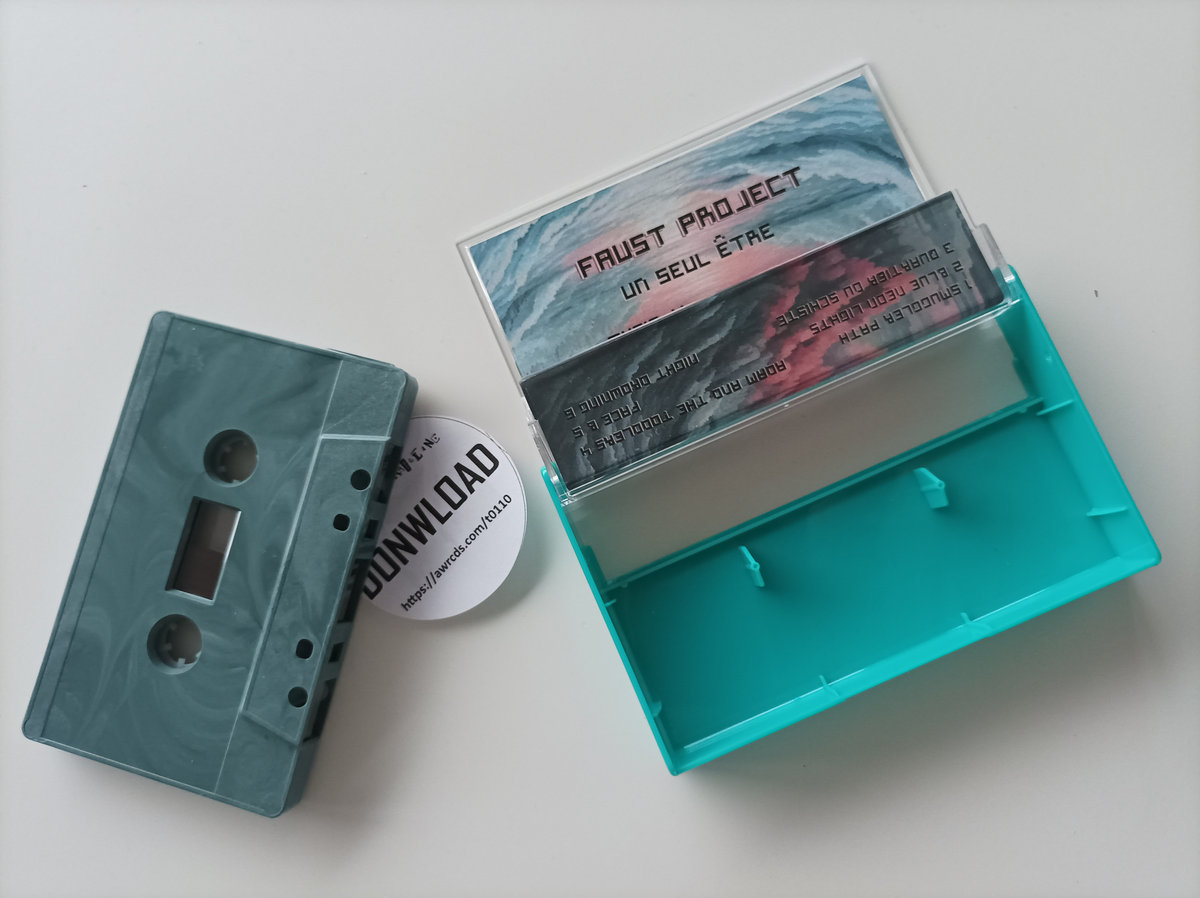 FAUST PROJECT
UN SEUL ÊTRE
1 SMUGGLER PATH
2 BLUE NEON LIGHTS
3 QUARTIER DU SCHISTE
ADAM AND THE TODDLERS 4
FACE B 5
NIGHT DROWNING 6
DONWLOAD
https://awrcds.com/t0110